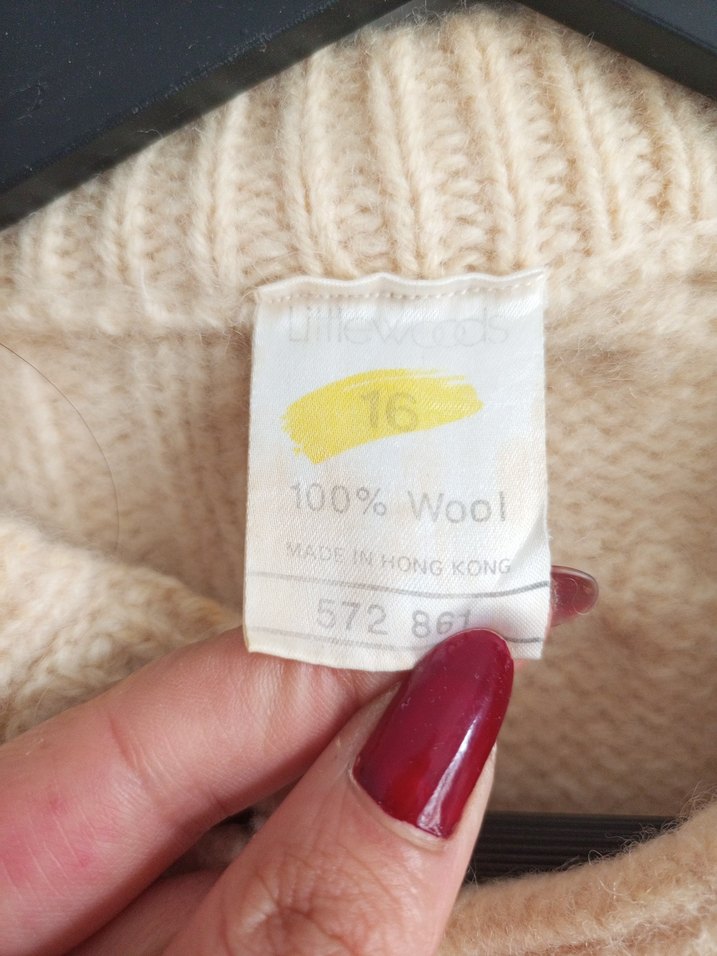 Littlewoods
16
100% Wool
MADE IN HONG KONG
572 861